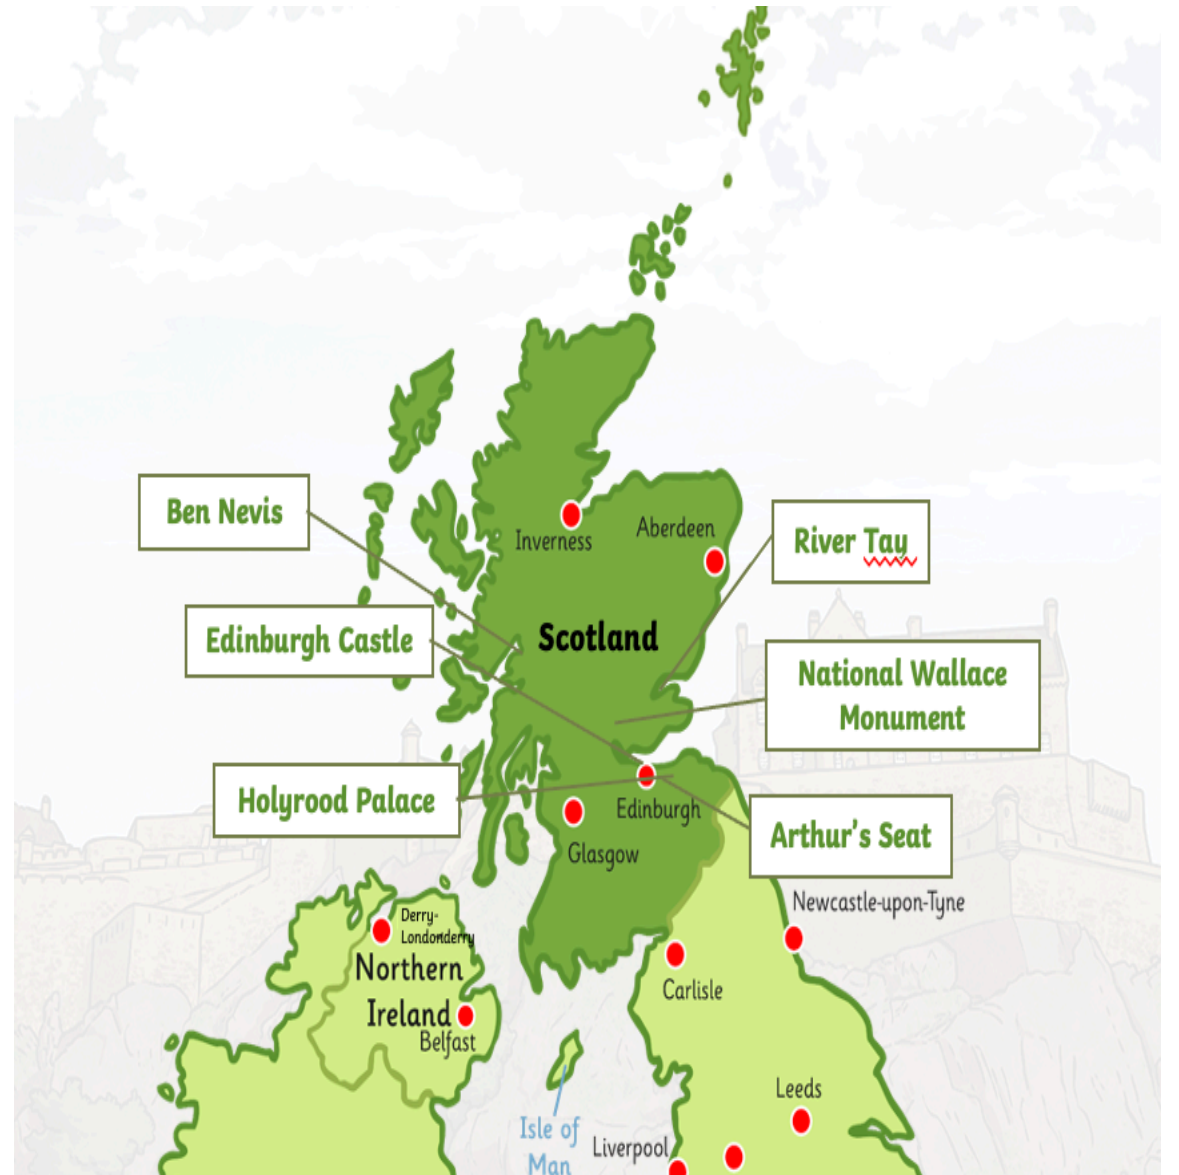 Ben Nevis
Inverness
Aberdeen
River Tay
Edinburgh Castle
Scotland
National Wallace
Monument
Holyrood Palace
Edinburgh
Arthur's Seat
Glasgow
Newcastle-upon-Tyne
Derry-
Londonderry
Northern
Ireland
Belfast
Carlisle
Leeds
Isle of
Man
Liverpool